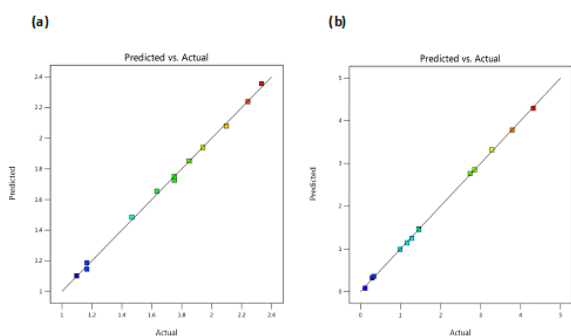 (a)
(b)
Predicted vs. Actual
Predicted vs. Actual
Predicted
2.4
2.2
2
1.8
1.6
1.4
1.2
1
1 1.2 1.4 1.6 1.8 2 2.2 2.4
Actual
Predicted
5
4
3
2
1
0
0 1 2 3 4 5
Actual